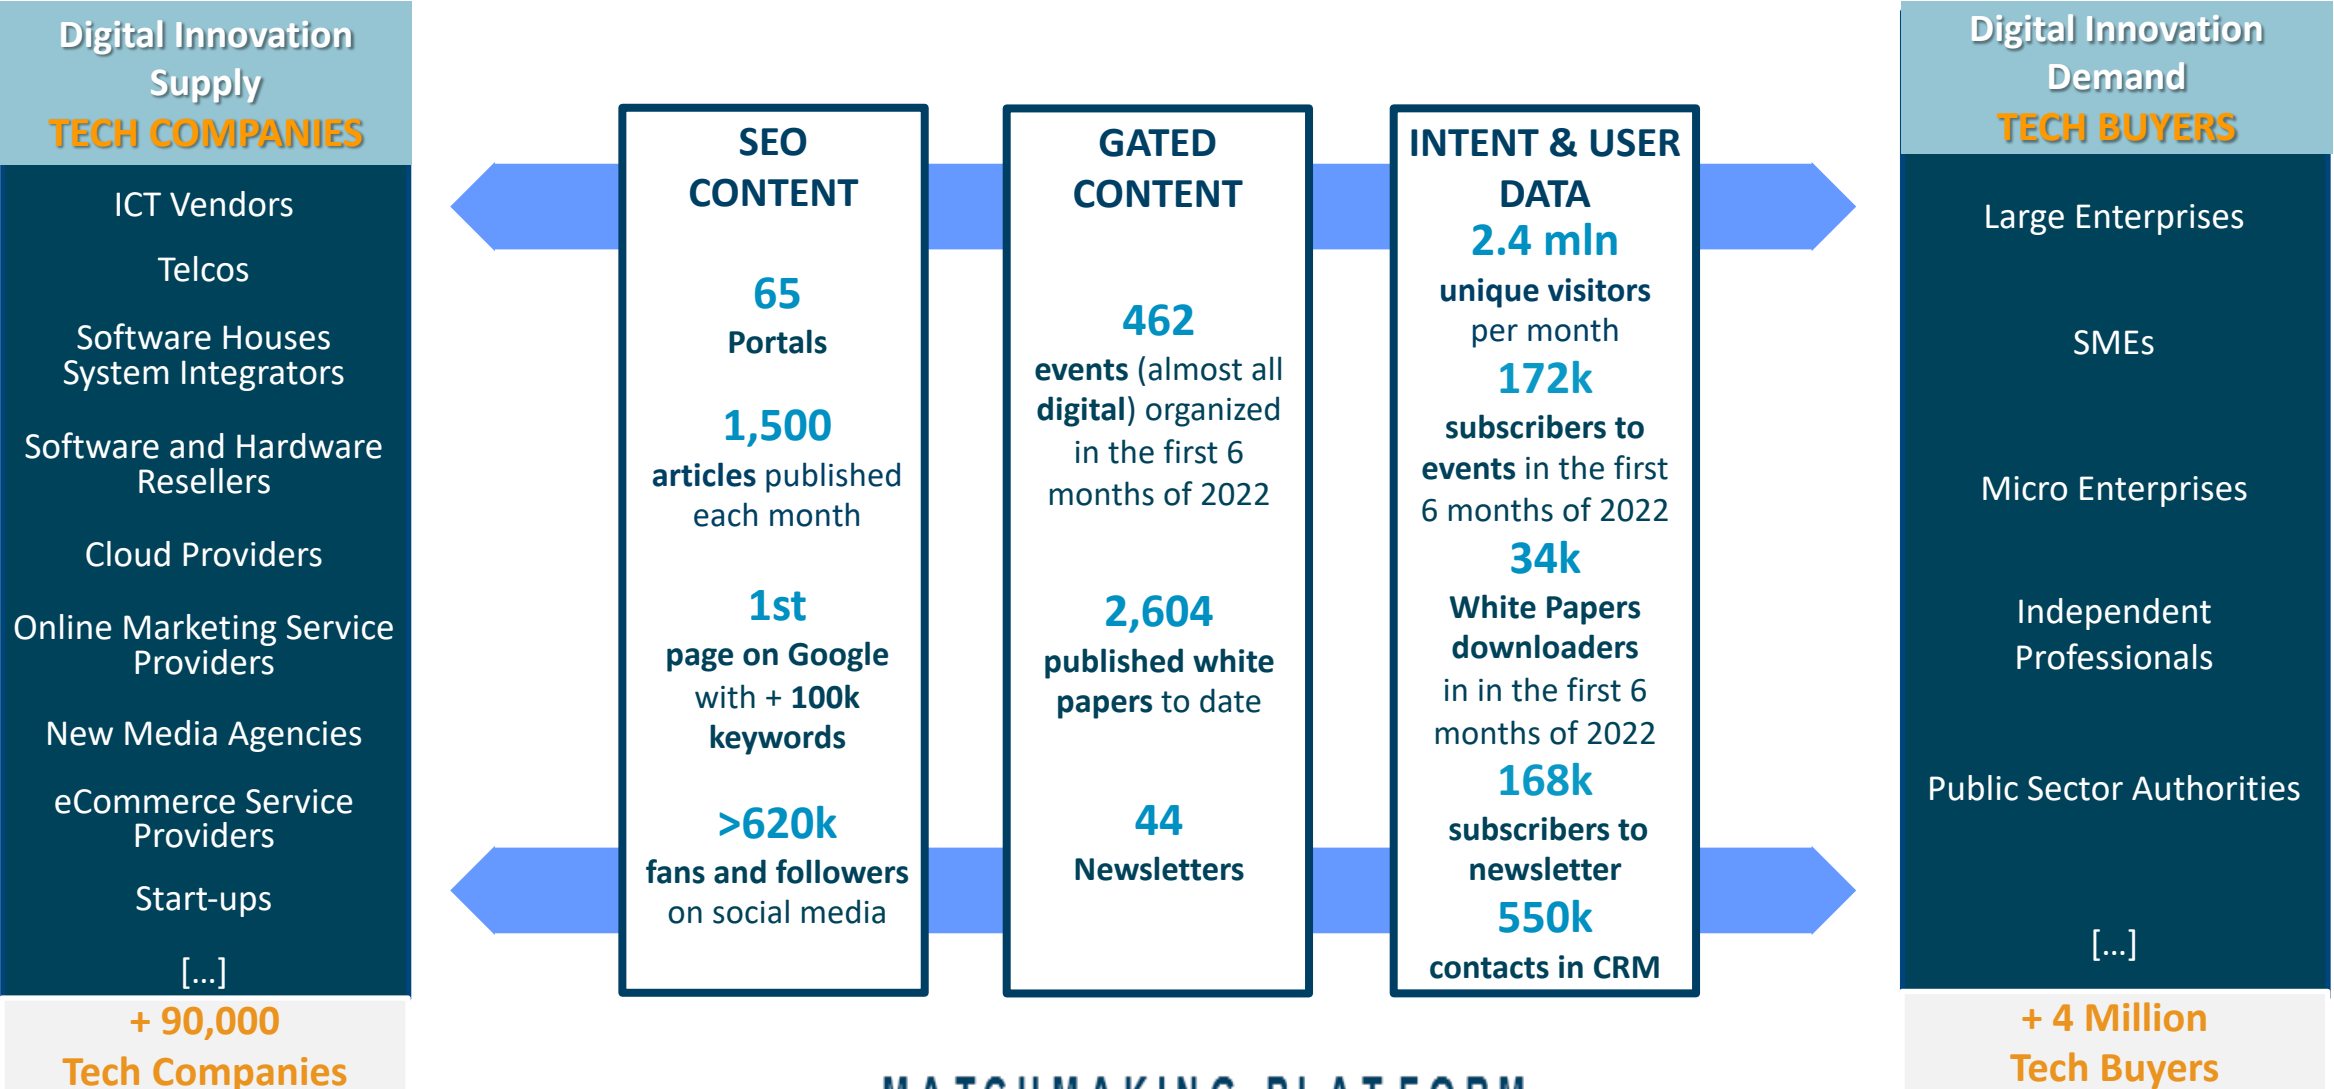 Digital Innovation
Supply
TECH COMPANIES
ICT Vendors
Telcos
Software Houses
System Integrators
Software and Hardware
Resellers
Cloud Providers
Online Marketing Service
Providers
New Media Agencies
eCommerce Service
Providers
Start-ups
[...]
+ 90,000
Tech Companies
SEO
CONTENT
65
Portals
1,500
articles published
each month
1st
page on Google
with + 100k
keywords
>620k
fans and followers
on social media
GATED
CONTENT
462
events (almost all
digital) organized
in the first 6
months of 2022
2,604
published white
papers to date
44
Newsletters
INTENT & USER
DATA
2.4 mln
unique visitors
per month
172k
subscribers to
events in the first
6 months of 2022
34k
White Papers
downloaders
in in the first 6
months of 2022
168k
subscribers to
newsletter
550k
contacts in CRM
Digital Innovation
Demand
TECH BUYERS
Large Enterprises
SMEs
Micro Enterprises
Independent
Professionals
Public Sector Authorities
[...]
+ 4 Million
Tech Buyers
MATCHMAKING PLATFORM